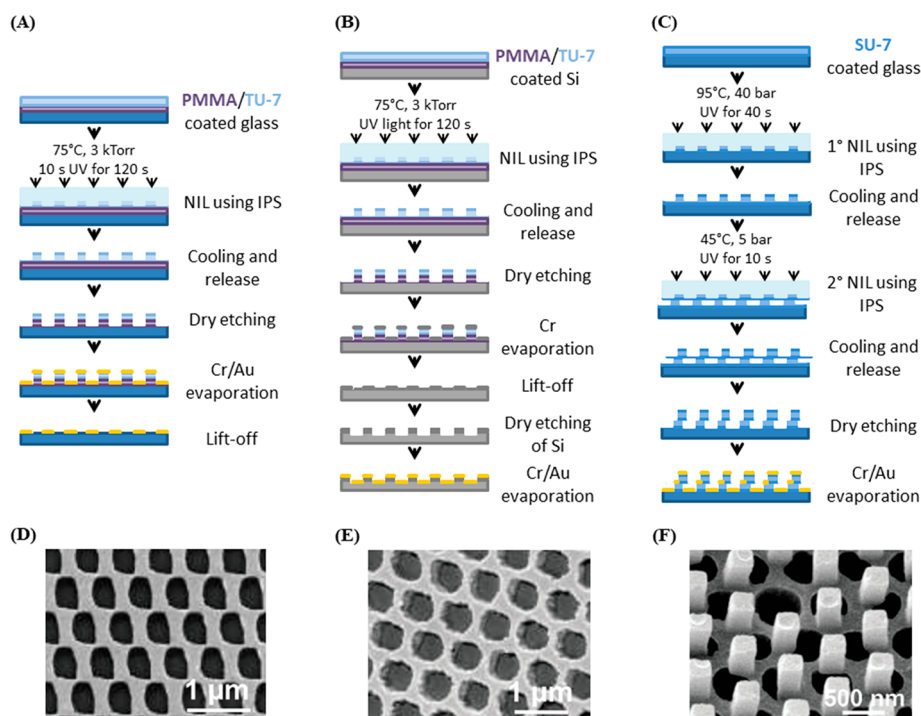 (A)
PMMA/TU-7
coated glass
75°C, 3 kTorr
10 s UV for 120 s
NIL using IPS
Cooling and
release
Dry etching
Cr/Au
evaporation
Lift-off
(B)
PMMA/TU-7
coated Si
75°C, 3 kTorr
UV light for 120 s
NIL using IPS
Cooling and
release
Dry etching
Cr
evaporation
Lift-off
Dry etching
of Si
Cr/Au
evaporation
(C)
SU-7
coated glass
95°C, 40 bar
UV for 40 s
1° NIL using
IPS
Cooling and
release
45°C, 5 bar
UV for 10 s
2° NIL using
IPS
Cooling and
release
Dry etching
Cr/Au
evaporation
(D)
1 µm
(E)
1 µm
(F)
500 nm